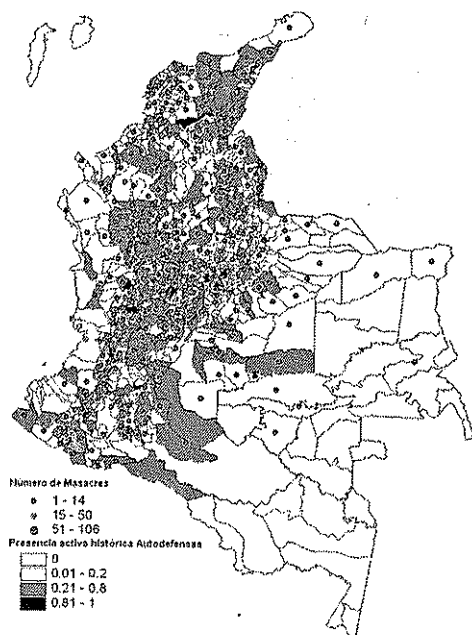 Número de Masacres
1 - 14
15 - 50
51 - 106
Presencia activa histórica Autodefensas
0
0.01 - 0.2
0.21 - 0.8
0.81 - 1